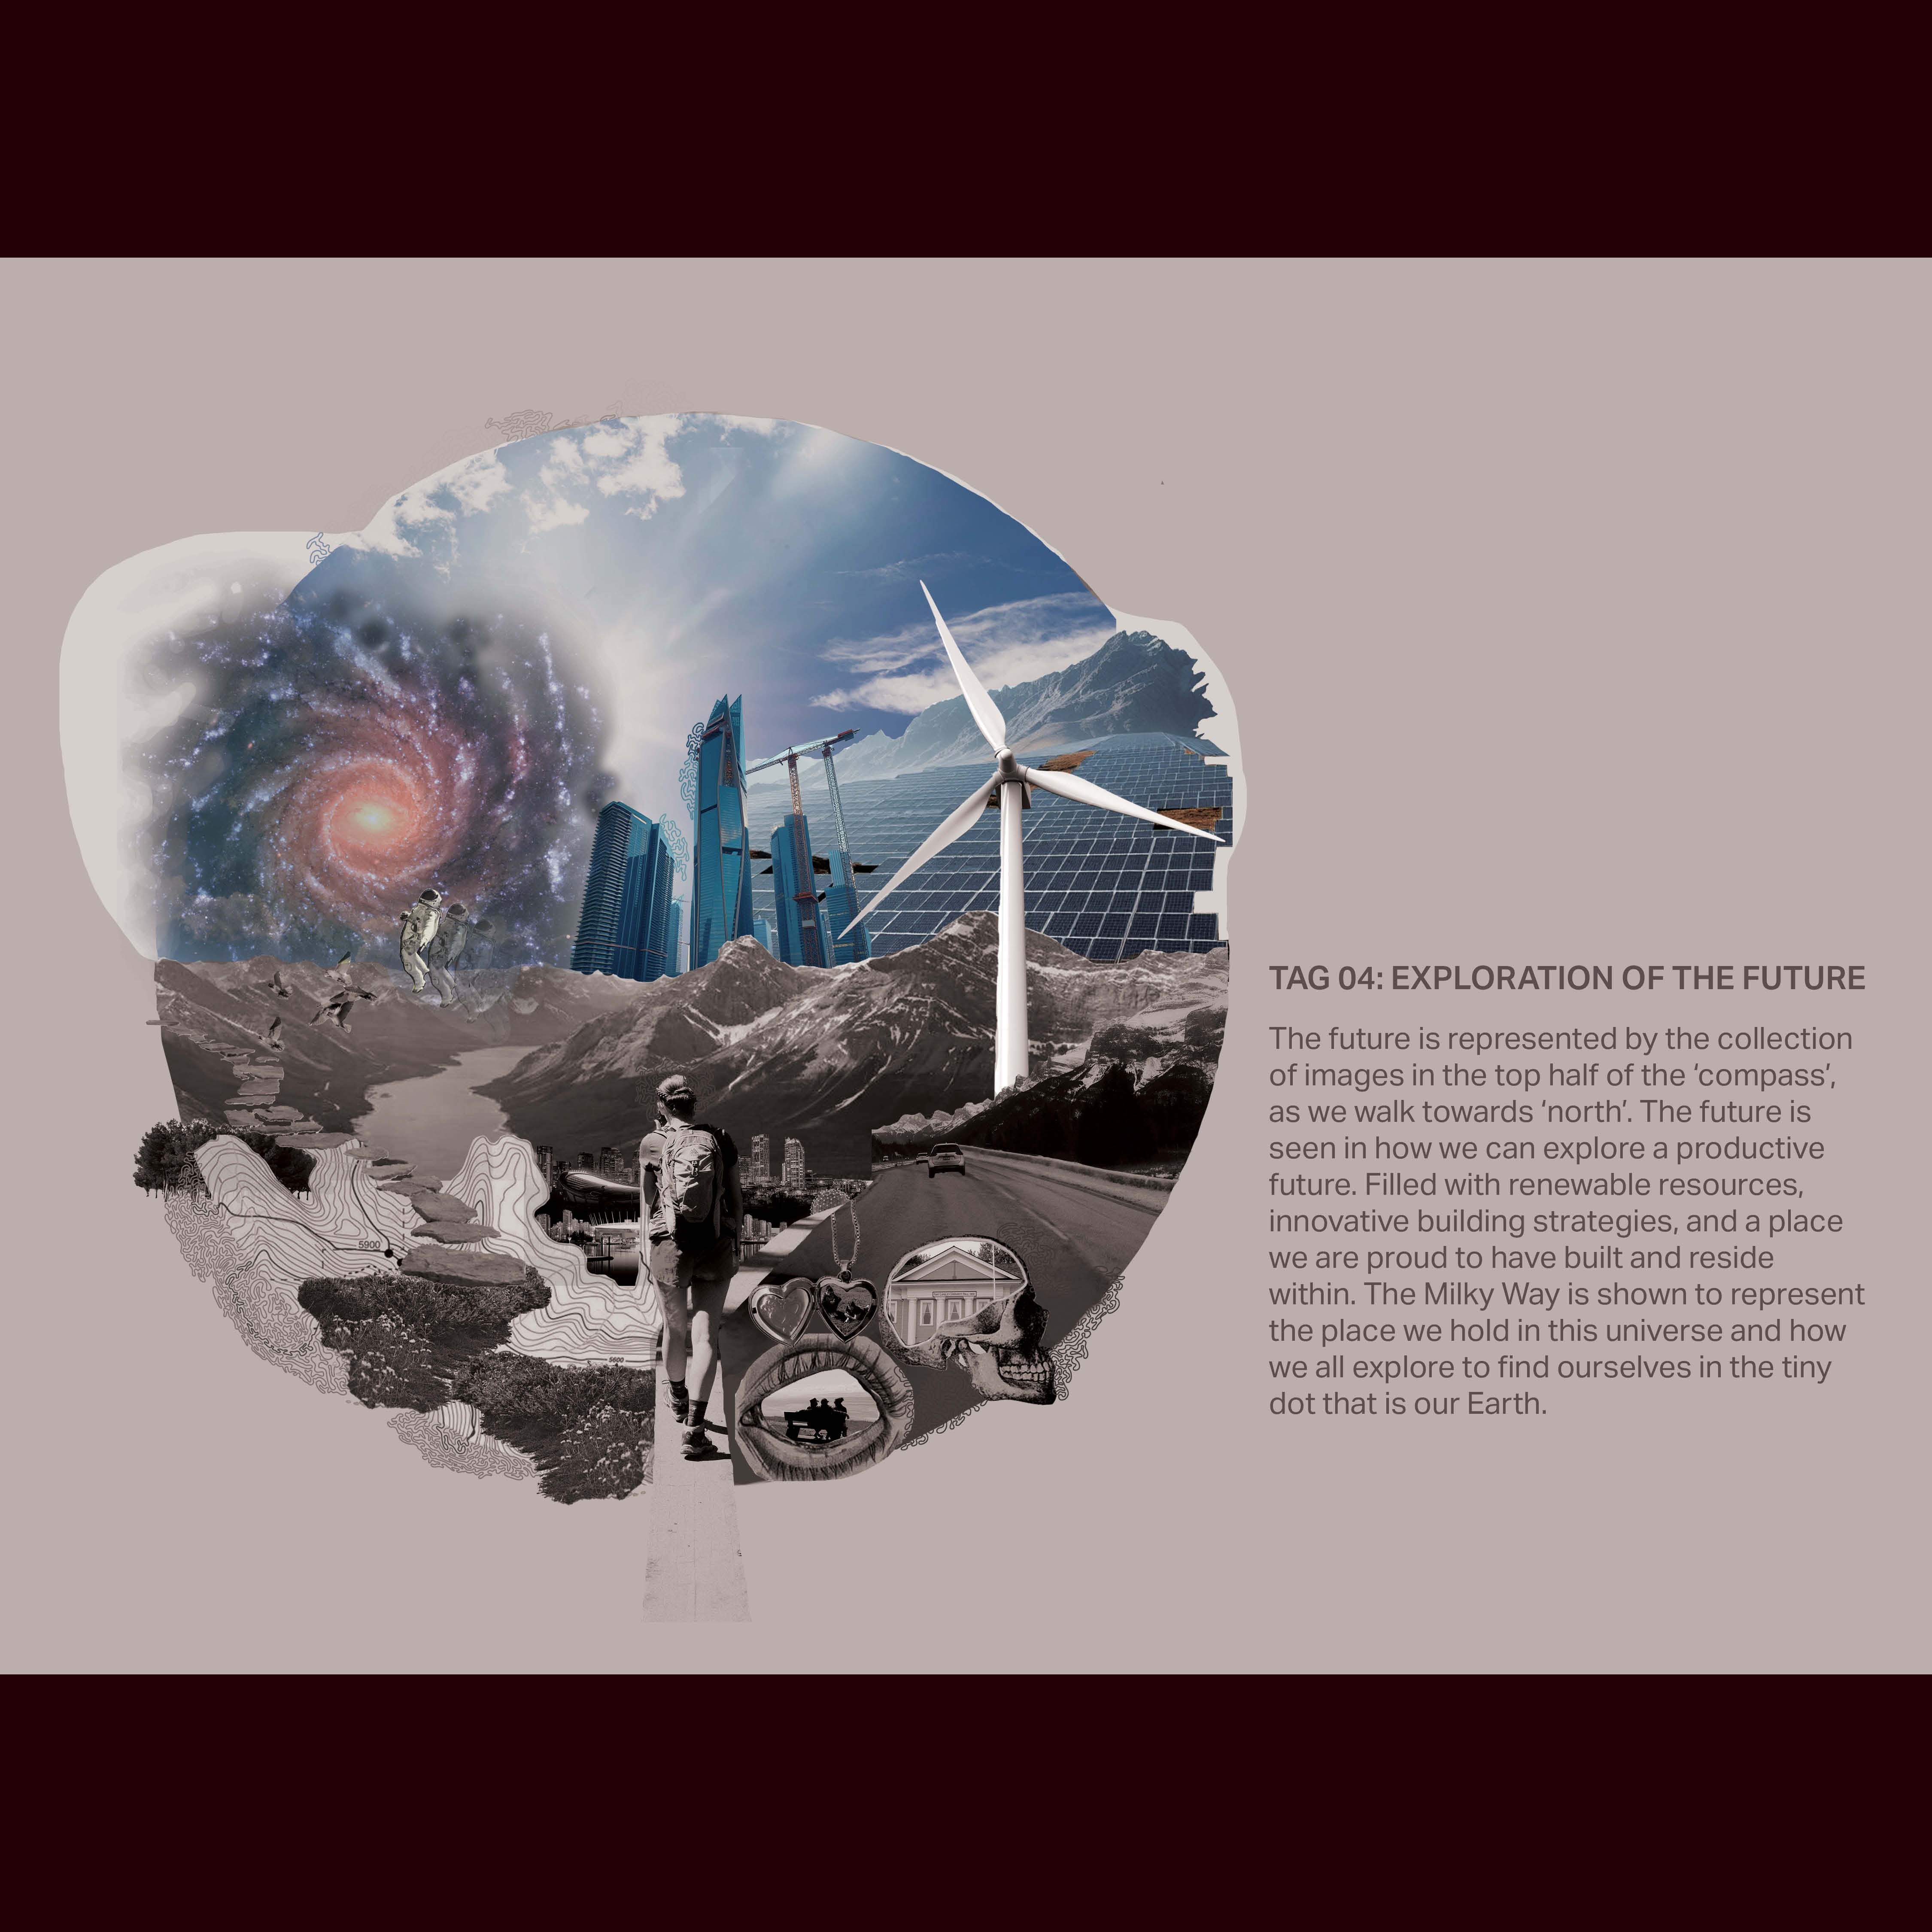 5900
5600
TAG 04: EXPLORATION OF THE FUTURE
The future is represented by the collection
of images in the top half of the ‘compass’,
as we walk towards ‘north’. The future is
seen in how we can explore a productive
future. Filled with renewable resources,
innovative building strategies, and a place
we are proud to have built and reside
within. The Milky Way is shown to represent
the place we hold in this universe and how
we all explore to find ourselves in the tiny
dot that is our Earth.